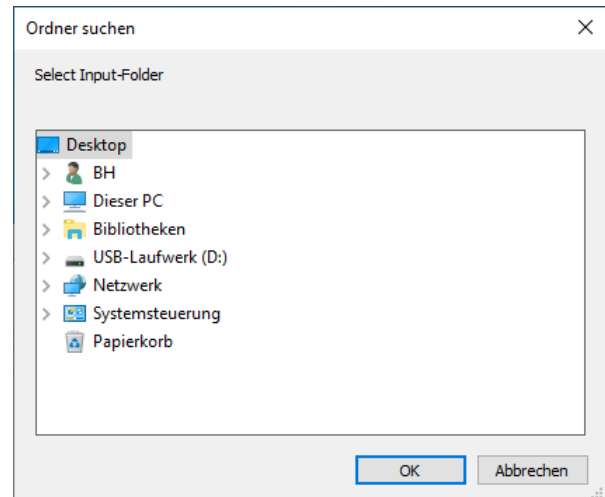 Ordner suchen
Select Input-Folder
Desktop
BH
Dieser PC
Bibliotheken
USB-Laufwerk (D:)
Netzwerk
Systemsteuerung
Papierkorb
OK Abbrechen